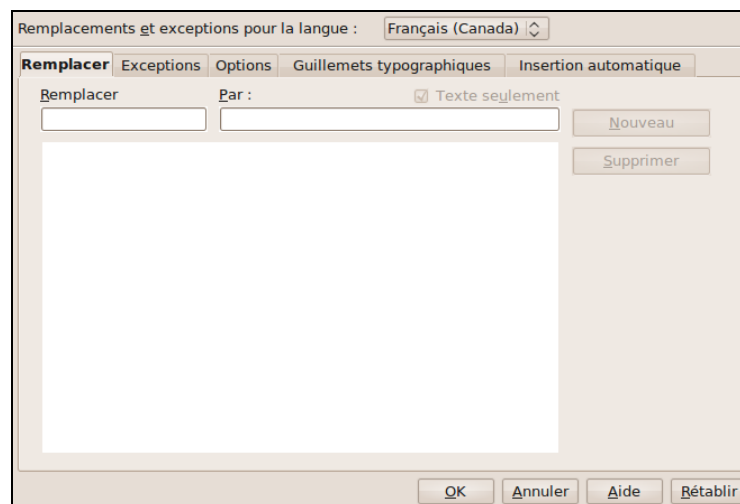 Remplacements et exceptions pour la langue : Français (Canada)
Remplacer Exceptions Options Guillemets typographiques Insertion automatique
Remplacer Par : Texte seulement
Nouveau
Supprimer
OK Annuler Aide Rétablir